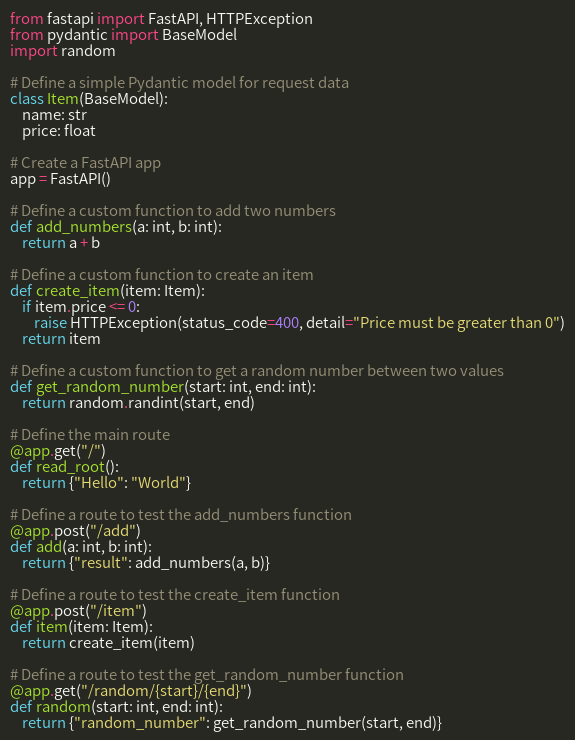 from fastapi import FastAPI, HTTPException
from pydantic import BaseModel
import random

# Define a simple Pydantic model for request data
class Item(BaseModel):
    name: str
    price: float

# Create a FastAPI app
app = FastAPI()

# Define a custom function to add two numbers
def add_numbers(a: int, b: int):
    return a + b

# Define a custom function to create an item
def create_item(item: Item):
    if item.price <= 0:
        raise HTTPException(status_code=400, detail="Price must be greater than 0")
    return item

# Define a custom function to get a random number between two values
def get_random_number(start: int, end: int):
    return random.randint(start, end)

# Define the main route
@app.get("/")
def read_root():
    return {"Hello": "World"}

# Define a route to test the add_numbers function
@app.post("/add")
def add(a: int, b: int):
    return {"result": add_numbers(a, b)}

# Define a route to test the create_item function
@app.post("/item")
def item(item: Item):
    return create_item(item)

# Define a route to test the get_random_number function
@app.get("/random/{start}/{end}")
def random(start: int, end: int):
    return {"random_number": get_random_number(start, end)}